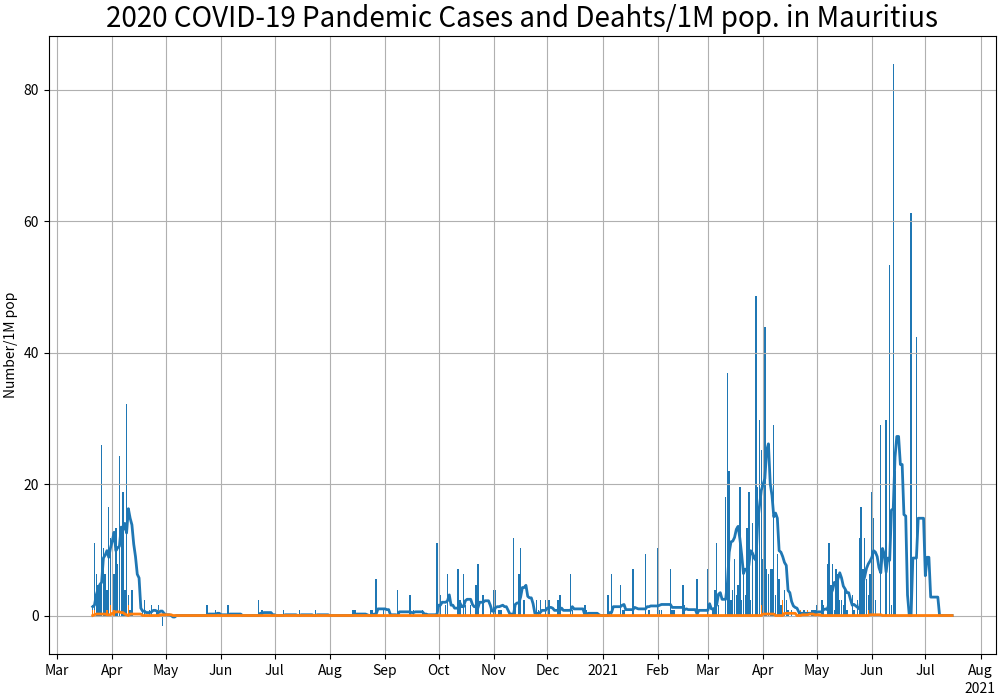 2020 COVID-19 Pandemic Cases and Deahts/1M pop. in Mauritius
Number/1M pop
80
60
40
20
0
Mar Apr May Jun Jul Aug Sep Oct Nov Dec 2021 Feb Mar Apr May Jun Jul Aug
2021